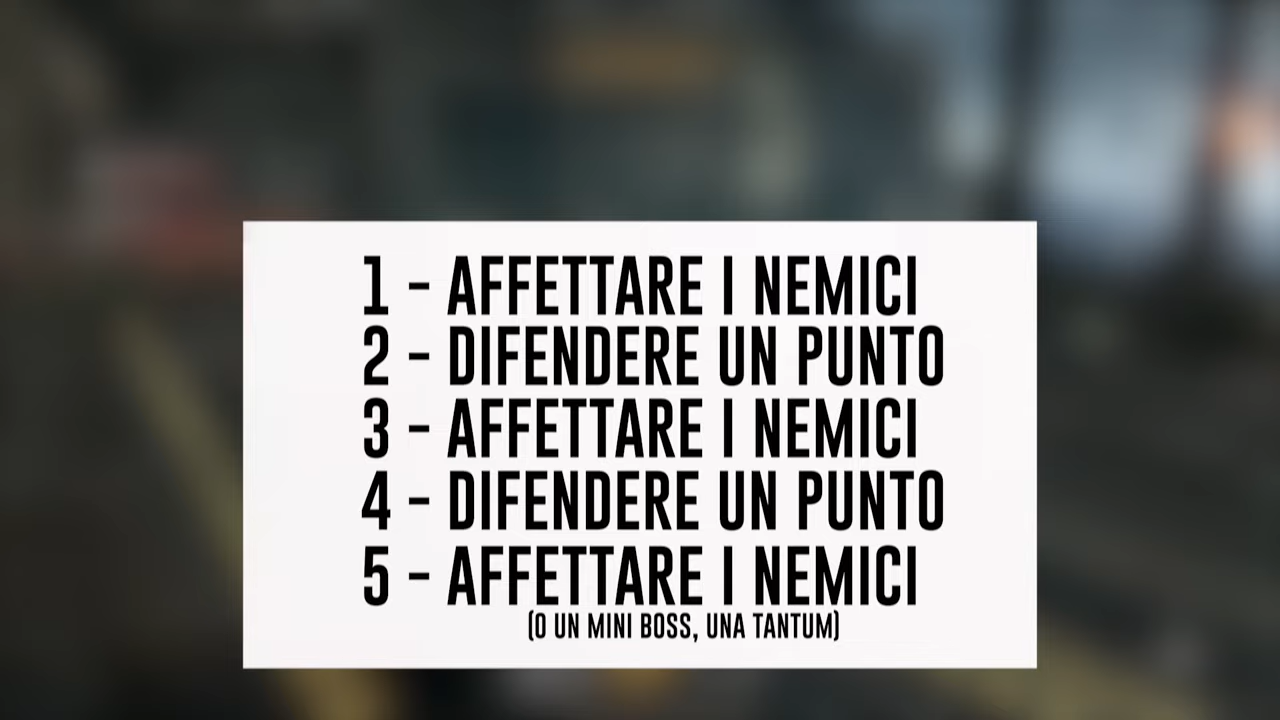 1 - AFFETTARE I NEMICI
2 - DIFENDERE UN PUNTO
3 - AFFETTARE I NEMICI
4 - DIFENDERE UN PUNTO
5 - AFFETTARE I NEMICI
(O UN MINI BOSS, UNA TANTUM)